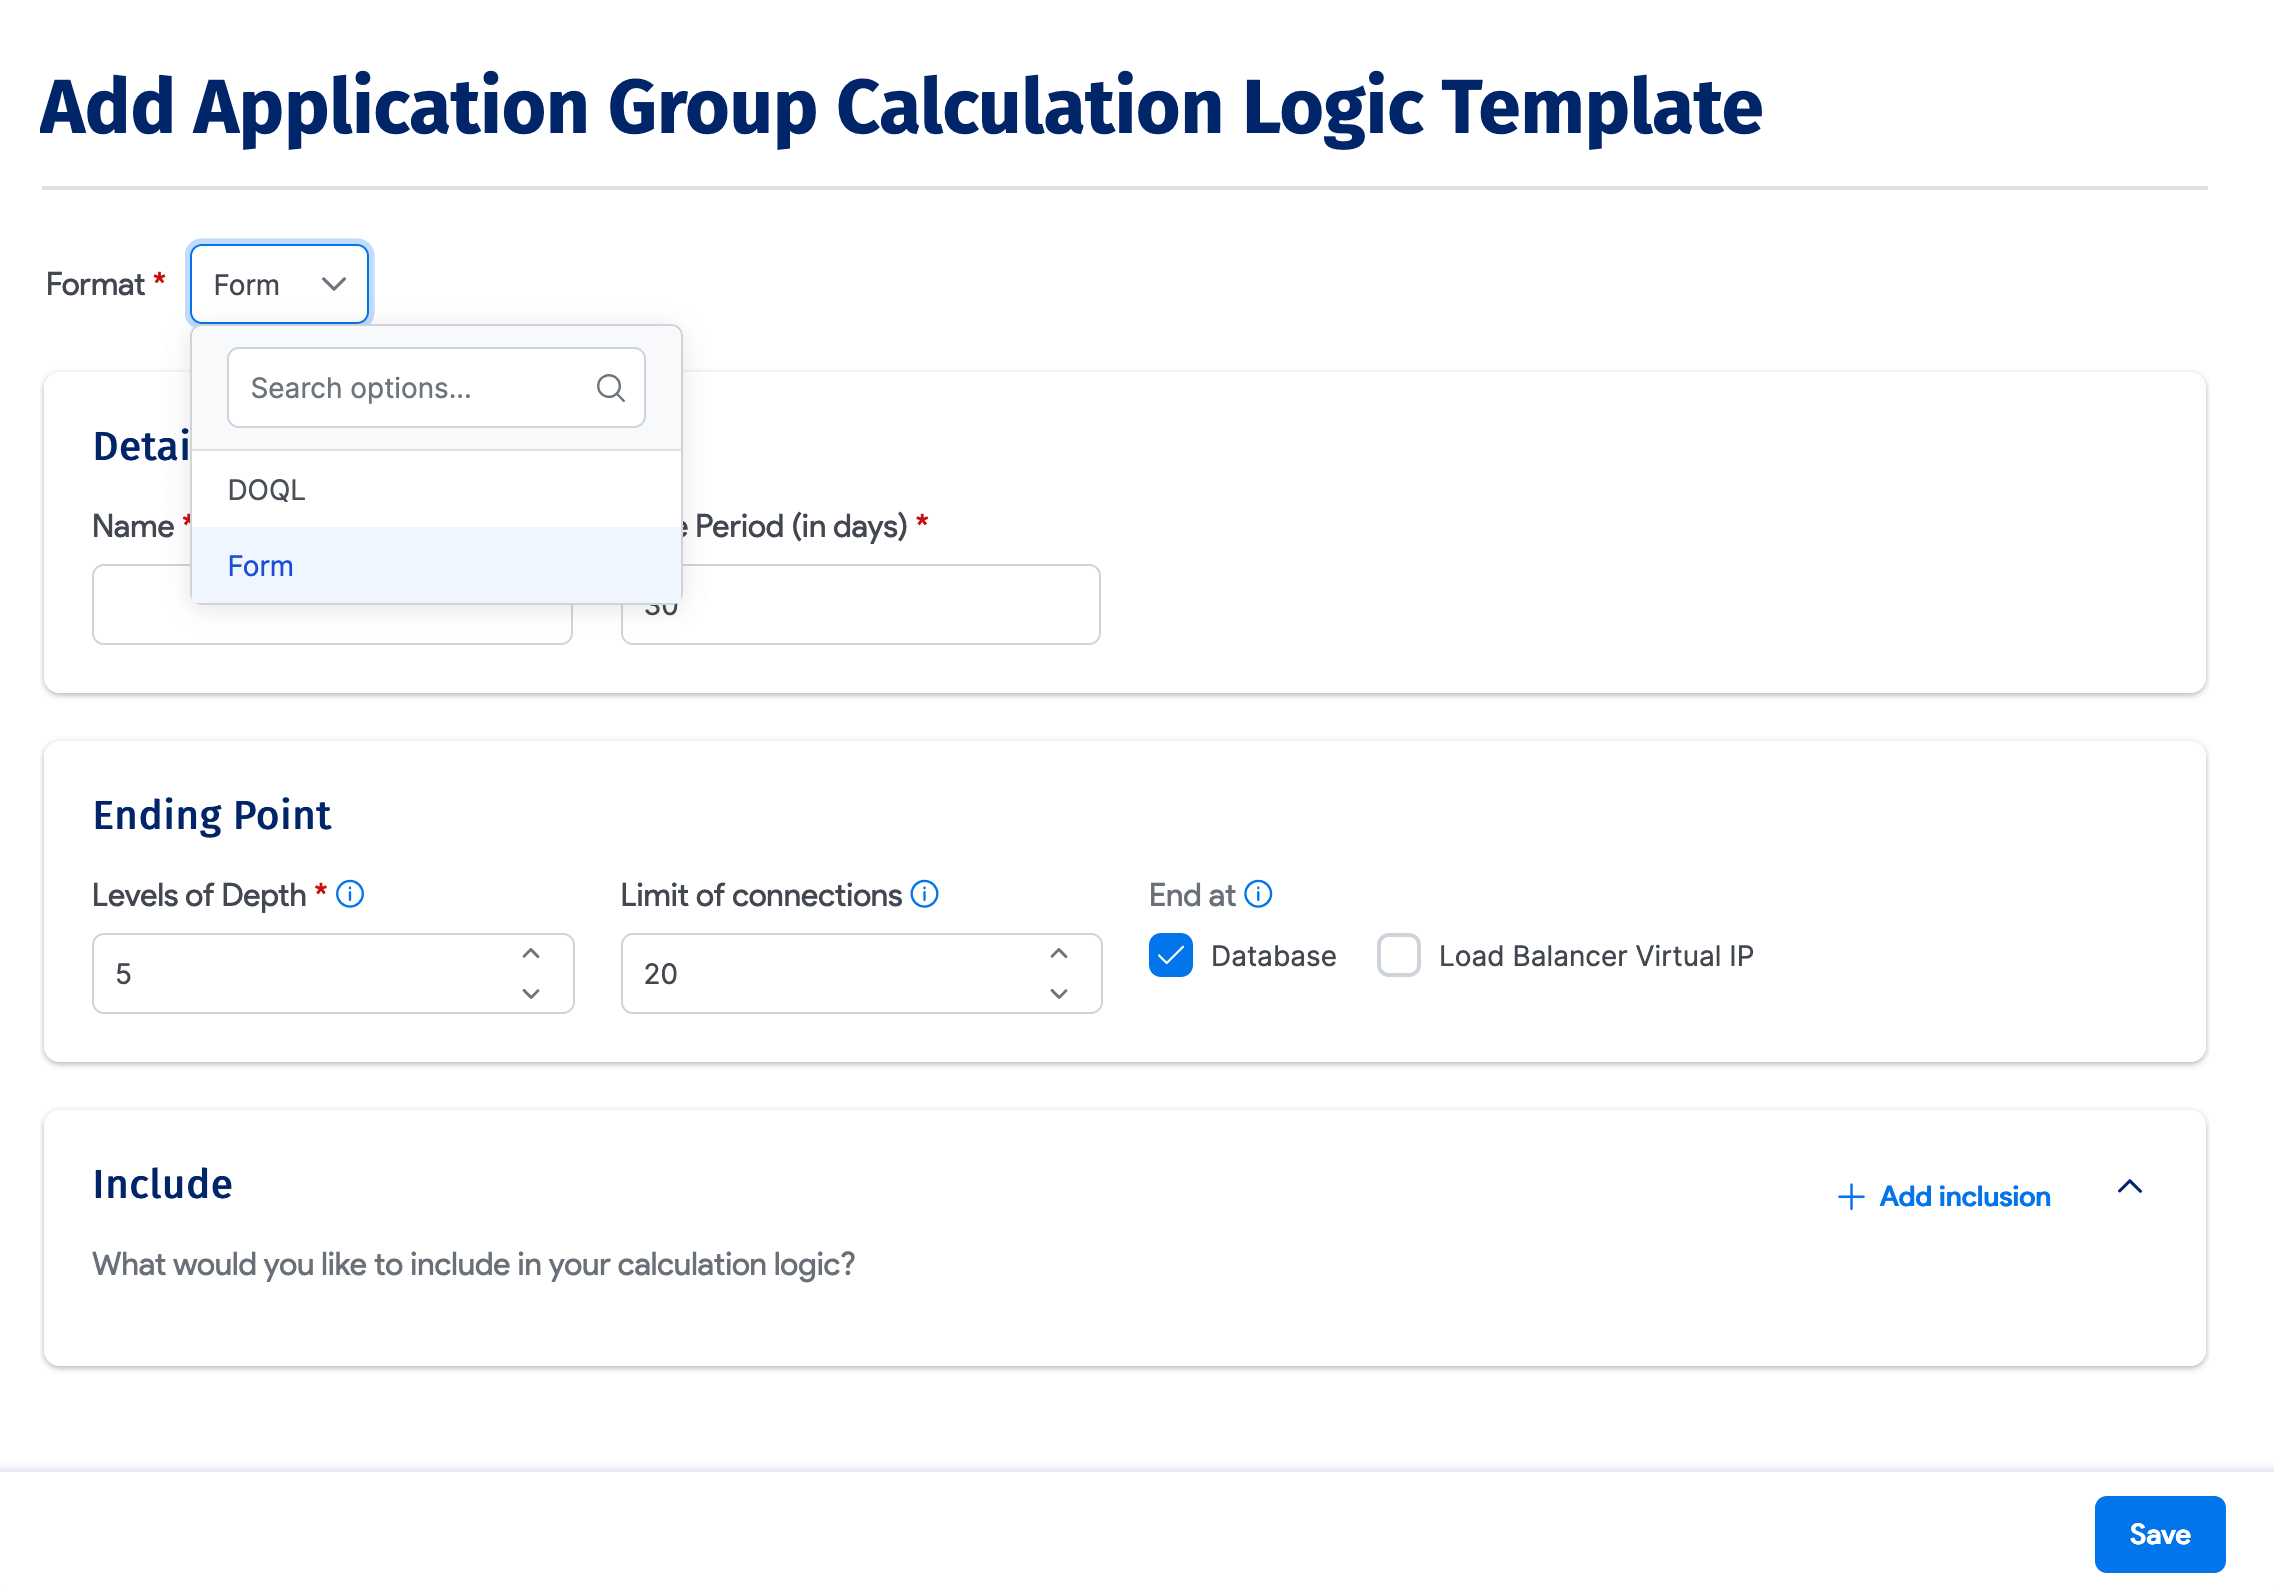 Add Application Group Calculation Logic Template
Format *
Form
Search options...
DOQL
Form
Name *
Period (in days) *
30
Ending Point
Levels of Depth *
Limit of connections
End at
5
20
Database
Load Balancer Virtual IP
Include
Add inclusion
What would you like to include in your calculation logic?
Save